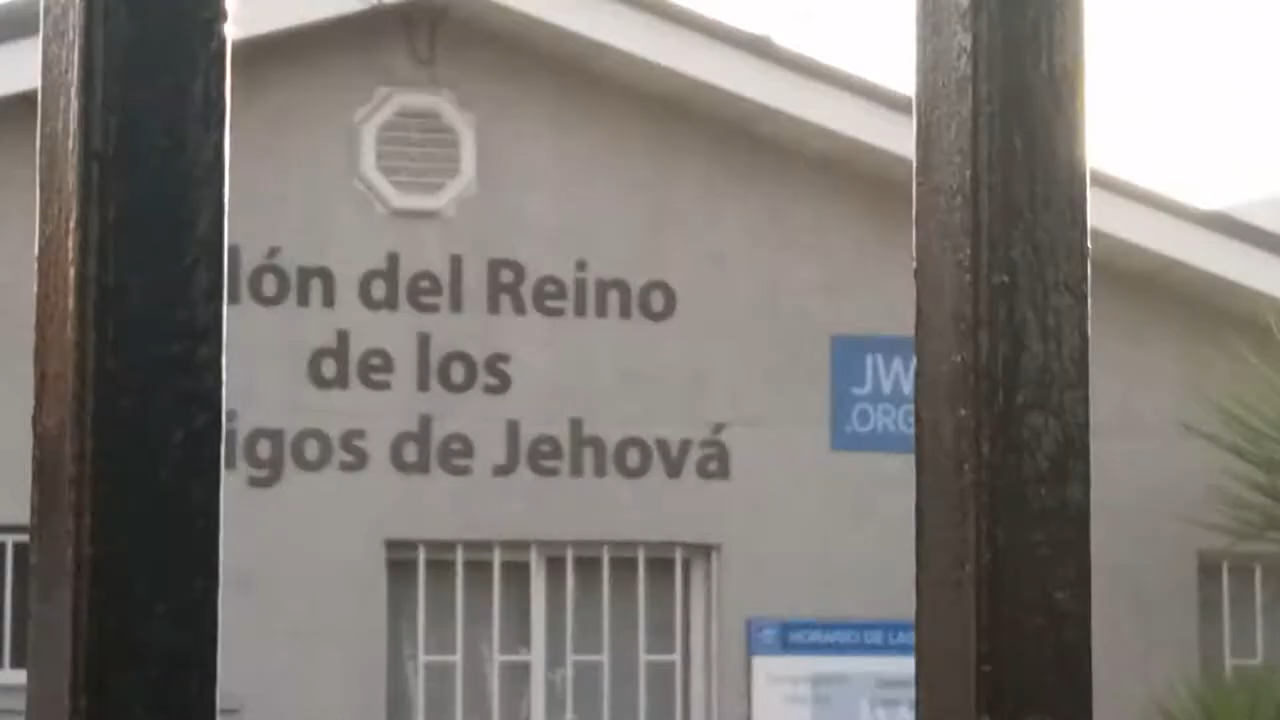 lón del Reino
de los
igos de Jehová
JW
.ORG
HORARIO DE LAS